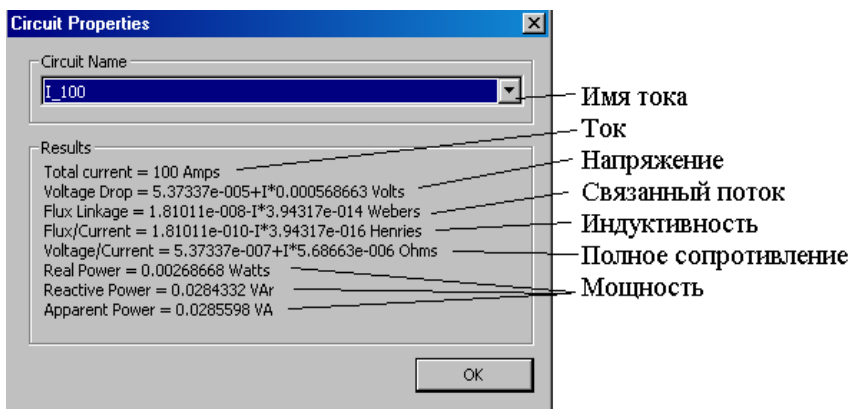 Circuit Properties
Circuit Name
I_100
Имя тока
Ток
Results
Total current = 100 Amps
Напряжение
Voltage Drop = 5.37337e-005+I*0.000568663 Volts
Связанный поток
Flux Linkage = 1.81011e-008-I*3.94317e-014 Webers
Индуктивность
Flux/Current = 1.81011e-010-I*3.94317e-016 Henries
Полное сопротивление
Voltage/Current = 5.37337e-007+I*5.68663e-006 Ohms
Real Power = 0.00268668 Watts
Мощность
Reactive Power = 0.0284332 VAr
Apparent Power = 0.0285598 VA
OK